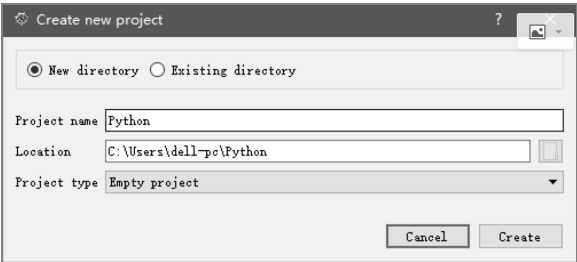 Create new project ?
New directory Existing directory
Project name Python
Location C:\Users\dell-pc\Python
Project type Empty project
Cancel Create